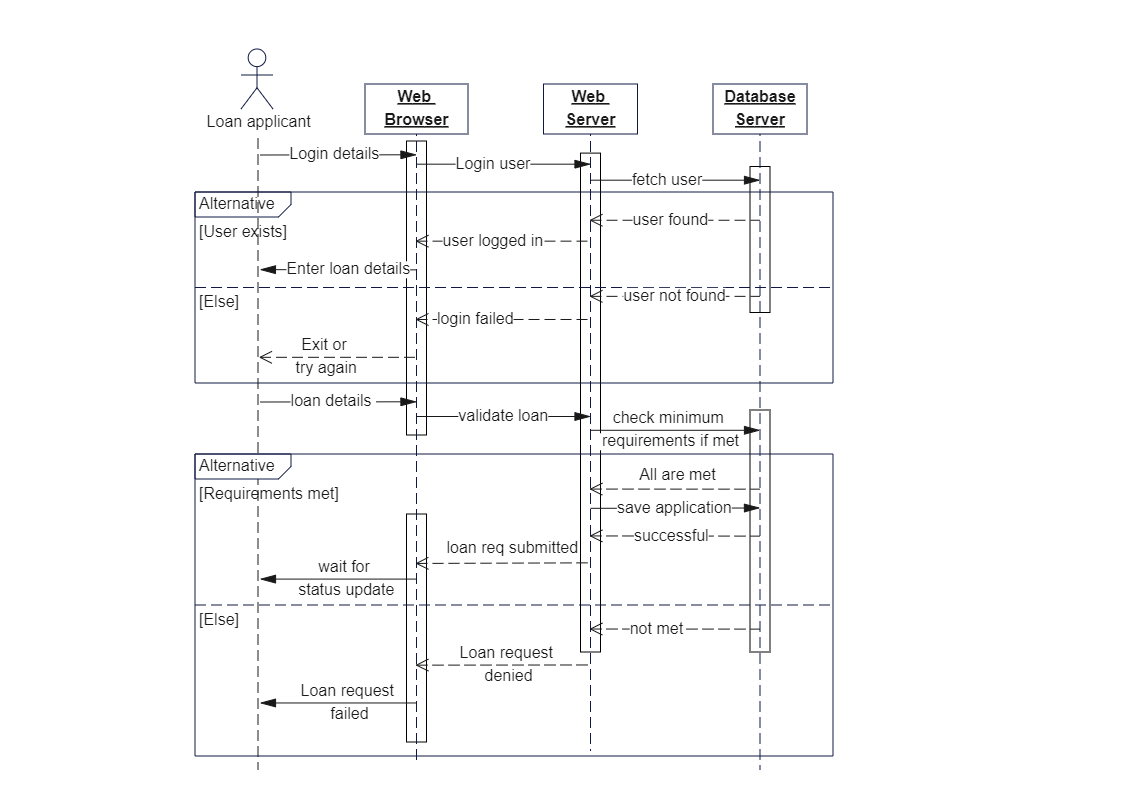 Loan applicant
Web
Browser
Web
Server
Database
Server
Login details
Login user
fetch user
Alternative
[User exists]
user found
user logged in
Enter loan details
[Else]
user not found
login failed
Exit or
try again
loan details
validate loan
check minimum
requirements if met
Alternative
[Requirements met]
All are met
save application
successful
loan req submitted
wait for
status update
[Else]
not met
Loan request
denied
Loan request
failed